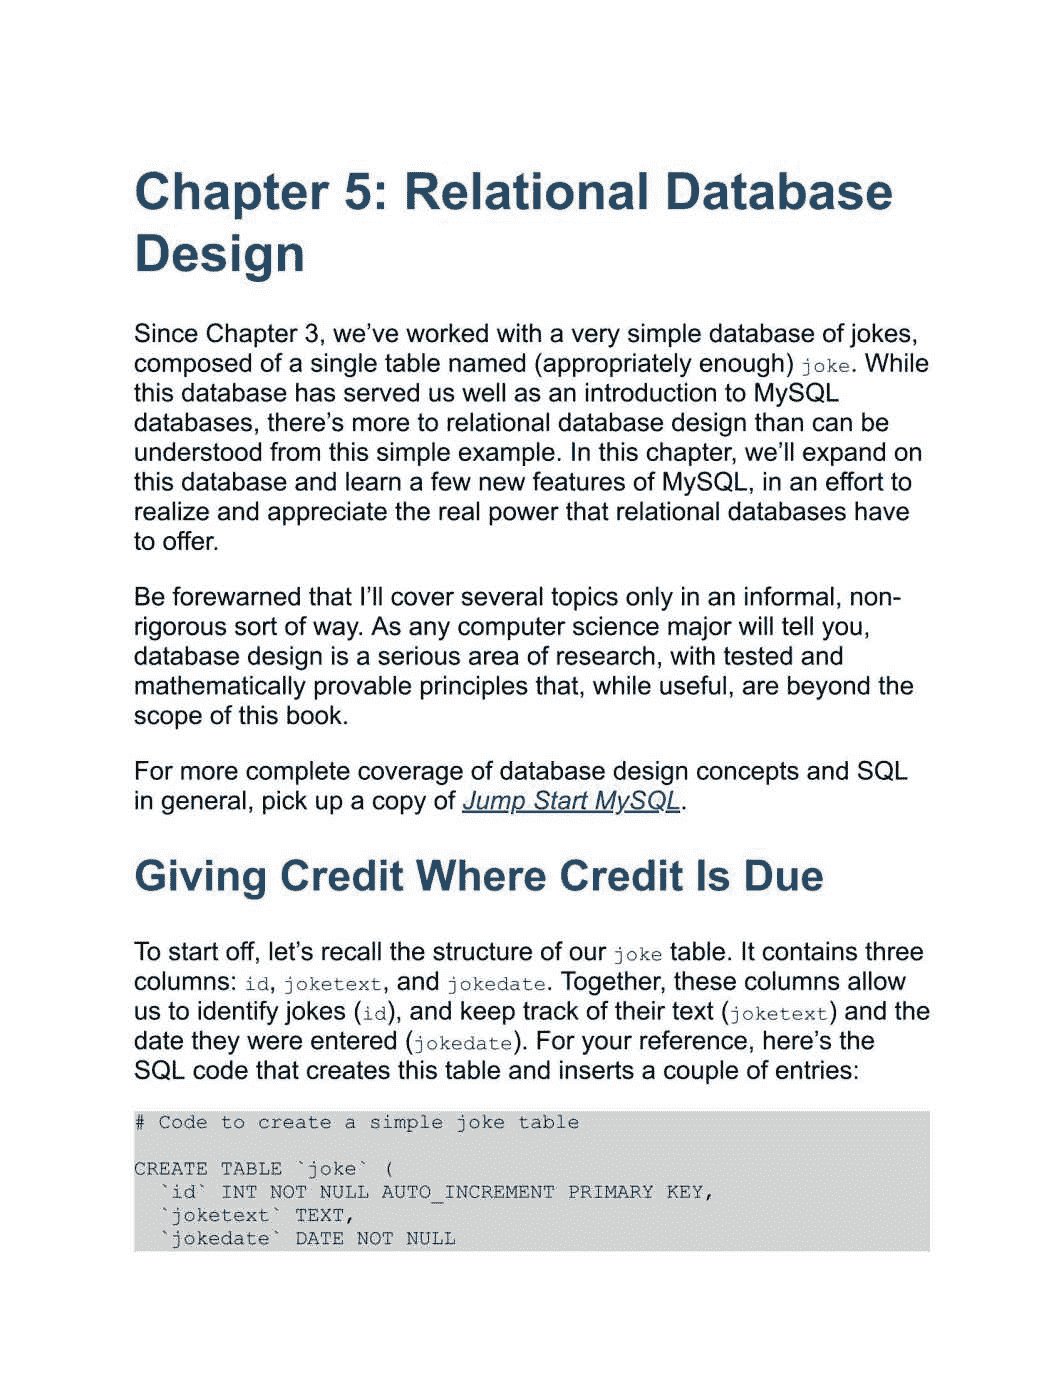 Chapter 5: Relational Database
Design
Since Chapter 3, we’ve worked with a very simple database of jokes,
composed of a single table named (appropriately enough) joke. While
this database has served us well as an introduction to MySQL
databases, there’s more to relational database design than can be
understood from this simple example. In this chapter, we’ll expand on
this database and learn a few new features of MySQL, in an effort to
realize and appreciate the real power that relational databases have
to offer.
Be forewarned that I’ll cover several topics only in an informal, non-
rigorous sort of way. As any computer science major will tell you,
database design is a serious area of research, with tested and
mathematically provable principles that, while useful, are beyond the
scope of this book.
For more complete coverage of database design concepts and SQL
in general, pick up a copy of Jump Start MySQL.
Giving Credit Where Credit Is Due
To start off, let’s recall the structure of our joke table. It contains three
columns: id, joketext, and jokedate. Together, these columns allow
us to identify jokes (id), and keep track of their text (joketext) and the
date they were entered (jokedate). For your reference, here’s the
SQL code that creates this table and inserts a couple of entries:
# Code to create a simple joke table
CREATE TABLE `joke` (
  `id` INT NOT NULL AUTO_INCREMENT PRIMARY KEY,
  `joketext` TEXT,
  `jokedate` DATE NOT NULL